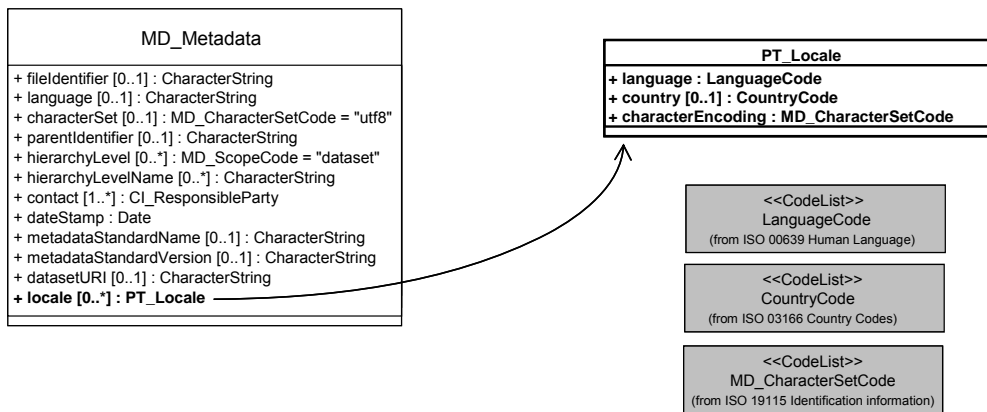 MD_Metadata
+ fileIdentifier [0..1] : CharacterString
+ language [0..1] : CharacterString
+ characterSet [0..1] : MD_CharacterSetCode = "utf8"
+ parentIdentifier [0..1] : CharacterString
+ hierarchyLevel [0..*] : MD_ScopeCode = "dataset"
+ hierarchyLevelName [0..*] : CharacterString
+ contact [1..*] : CI_ResponsibleParty
+ dateStamp : Date
+ metadataStandardName [0..1] : CharacterString
+ metadataStandardVersion [0..1] : CharacterString
+ datasetURI [0..1] : CharacterString
+ locale [0..*] : PT_Locale
PT_Locale
+ language : LanguageCode
+ country [0..1] : CountryCode
+ characterEncoding : MD_CharacterSetCode
<<CodeList>>
LanguageCode
(from ISO 00639 Human Language)
<<CodeList>>
CountryCode
(from ISO 03166 Country Codes)
<<CodeList>>
MD_CharacterSetCode
(from ISO 19115 Identification information)